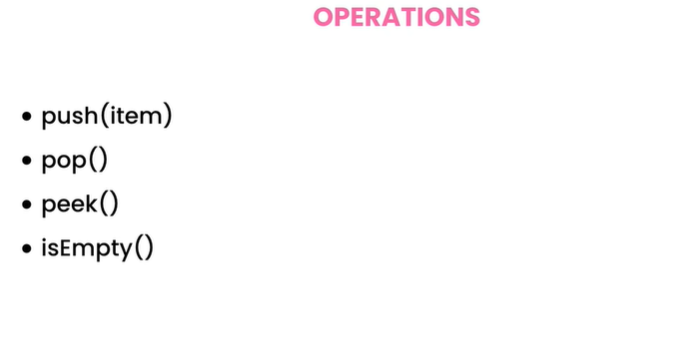 OPERATIONS
• push(item)
• pop()
• peek()
• isEmpty()